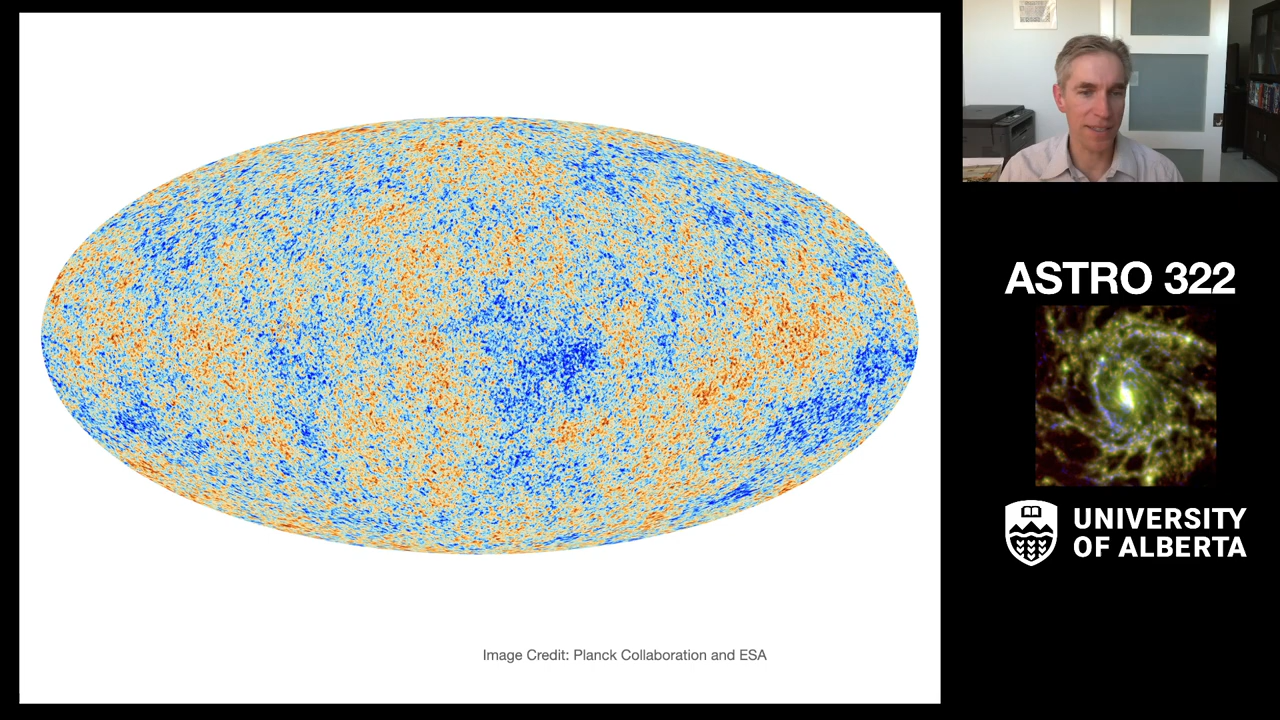 ASTRO 322
UNIVERSITY
OF ALBERTA
Image Credit: Planck Collaboration and ESA